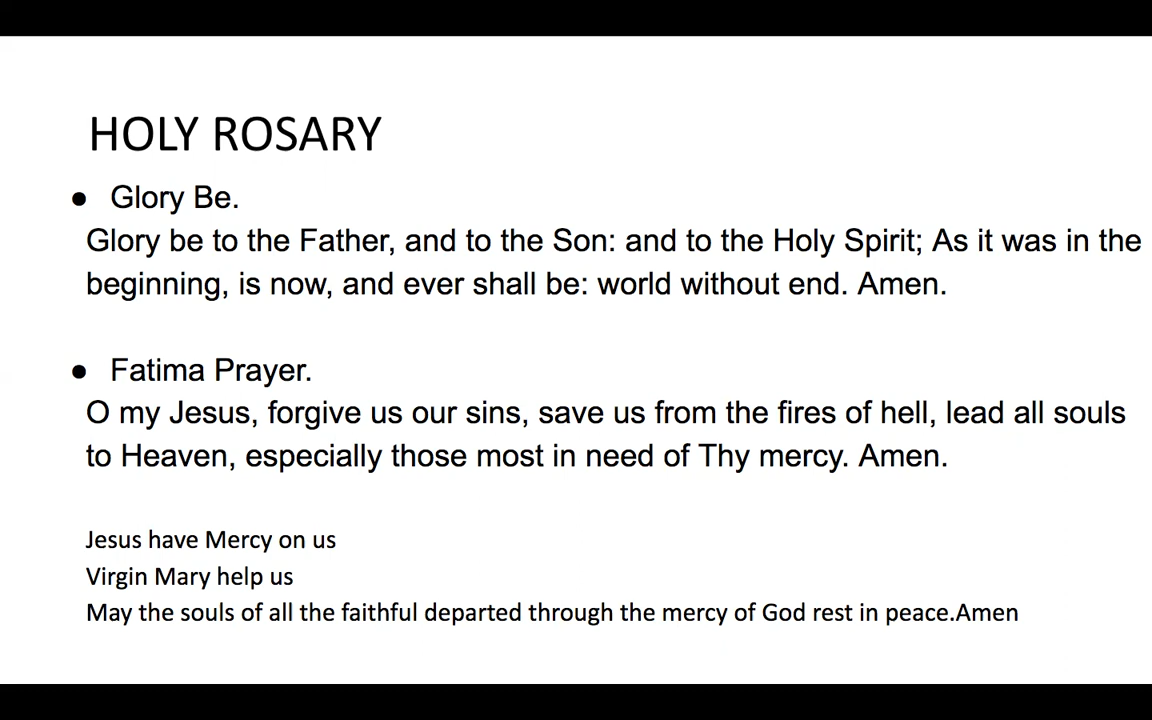 HOLY ROSARY
● Glory Be.
Glory be to the Father, and to the Son: and to the Holy Spirit; As it was in the
beginning, is now, and ever shall be: world without end. Amen.
● Fatima Prayer.
O my Jesus, forgive us our sins, save us from the fires of hell, lead all souls
to Heaven, especially those most in need of Thy mercy. Amen.
Jesus have Mercy on us
Virgin Mary help us
May the souls of all the faithful departed through the mercy of God rest in peace.Amen